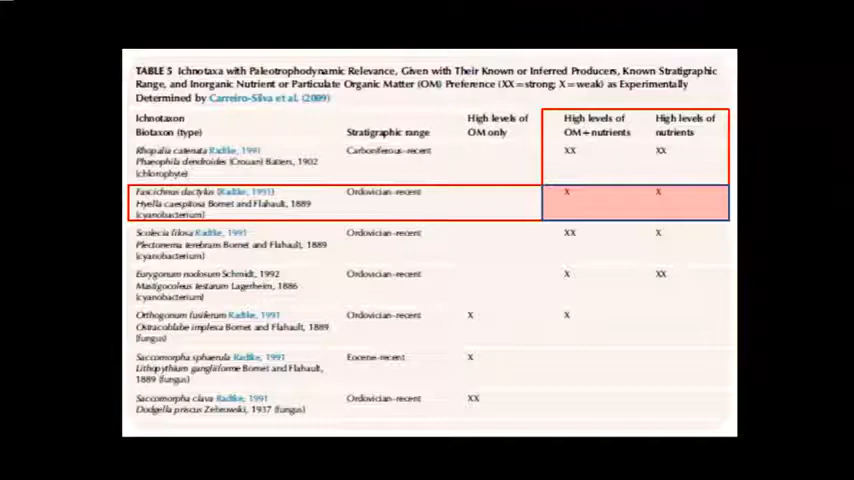 TABLE 5 Ichnotaxa with Paleotrophodynamic Relevance, Given with Their Known or Inferred Producers, Known Stratigraphic
Range, and Inorganic Nutrient or Particulate Organic Matter (OM) Preference (XX=strong; X=weak) as Experimentally
Determined by Carreiro-Silva et al. (2009)
Ichnotaxon
Biotaxon (type)
Stratigraphic range
High levels of
OM only
High levels of
OM+nutrients
High levels of
nutrients
Rhopalia catenata Radtke, 1991
Phaeophila dendroides (Crouan) Batters, 1902
(chlorophyte)
Carboniferous–recent
XX
XX
Fascichnus dactylus (Radtke, 1991)
Hyella caespitosa Bornet and Flahault, 1889
(cyanobacterium)
Ordovician–recent
X
X
Scolecia filosa Radtke, 1991
Plectonema terebrans Bornet and Flahault, 1889
(cyanobacterium)
Ordovician–recent
XX
X
Eurygonum nodosum Schmidt, 1992
Mastigocoleus testarum Lagerheim, 1886
(cyanobacterium)
Ordovician–recent
X
XX
Orthogonum fusiferum Radtke, 1991
Ostracoblabe implexa Bornet and Flahault, 1889
(fungus)
Ordovician–recent
X
X
Saccomorpha sphaerula Radtke, 1991
Lithopythium gangliiforme Bornet and Flahault,
1889 (fungus)
Eocene–recent
X
Saccomorpha clava Radtke, 1991
Dodgella priscus Zebrowski, 1937 (fungus)
Ordovician–recent
XX